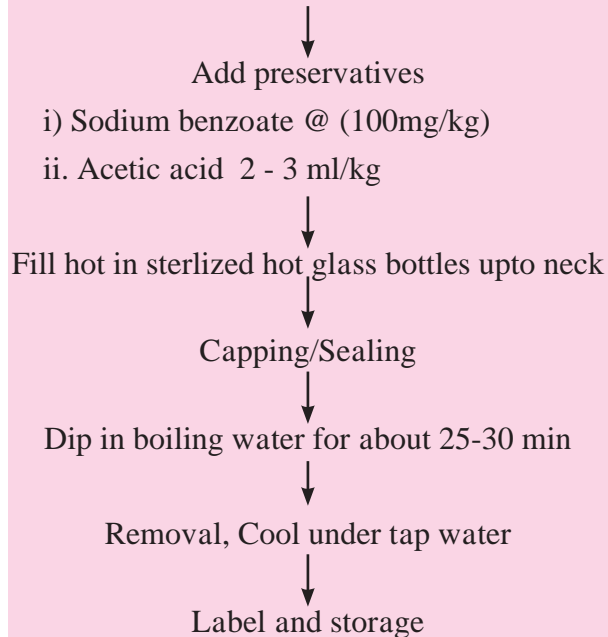 Add preservatives
i) Sodium benzoate @ (100mg/kg)
ii. Acetic acid 2 - 3 ml/kg
Fill hot in sterlized hot glass bottles upto neck
Capping/Sealing
Dip in boiling water for about 25-30 min
Removal, Cool under tap water
Label and storage